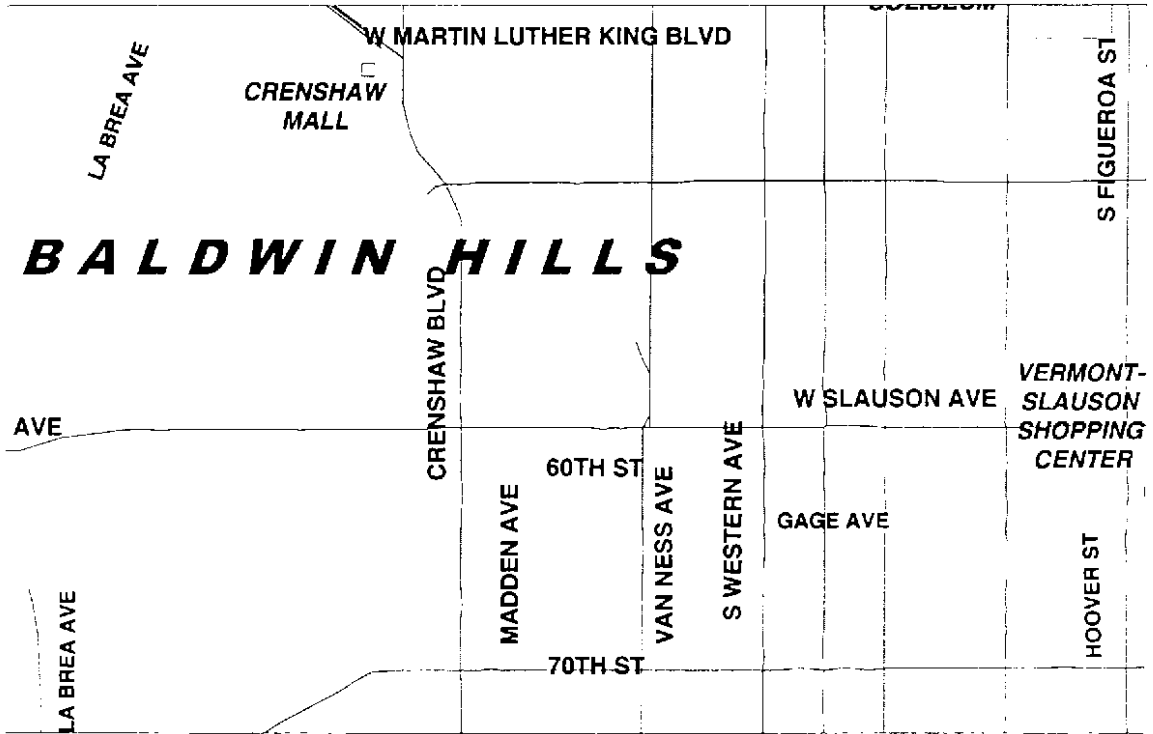 COLISEUM
W MARTIN LUTHER KING BLVD
LA BREA AVE
CRENSHAW
MALL
S FIGUEROA ST
BALDWIN HILLS
CRENSHAW BLVD
VERMONT-
SLAUSON
SHOPPING
CENTER
W SLAUSON AVE
AVE
60TH ST
MADDEN AVE
VAN NESS AVE
S WESTERN AVE
GAGE AVE
HOOVER ST
LA BREA AVE
70TH ST